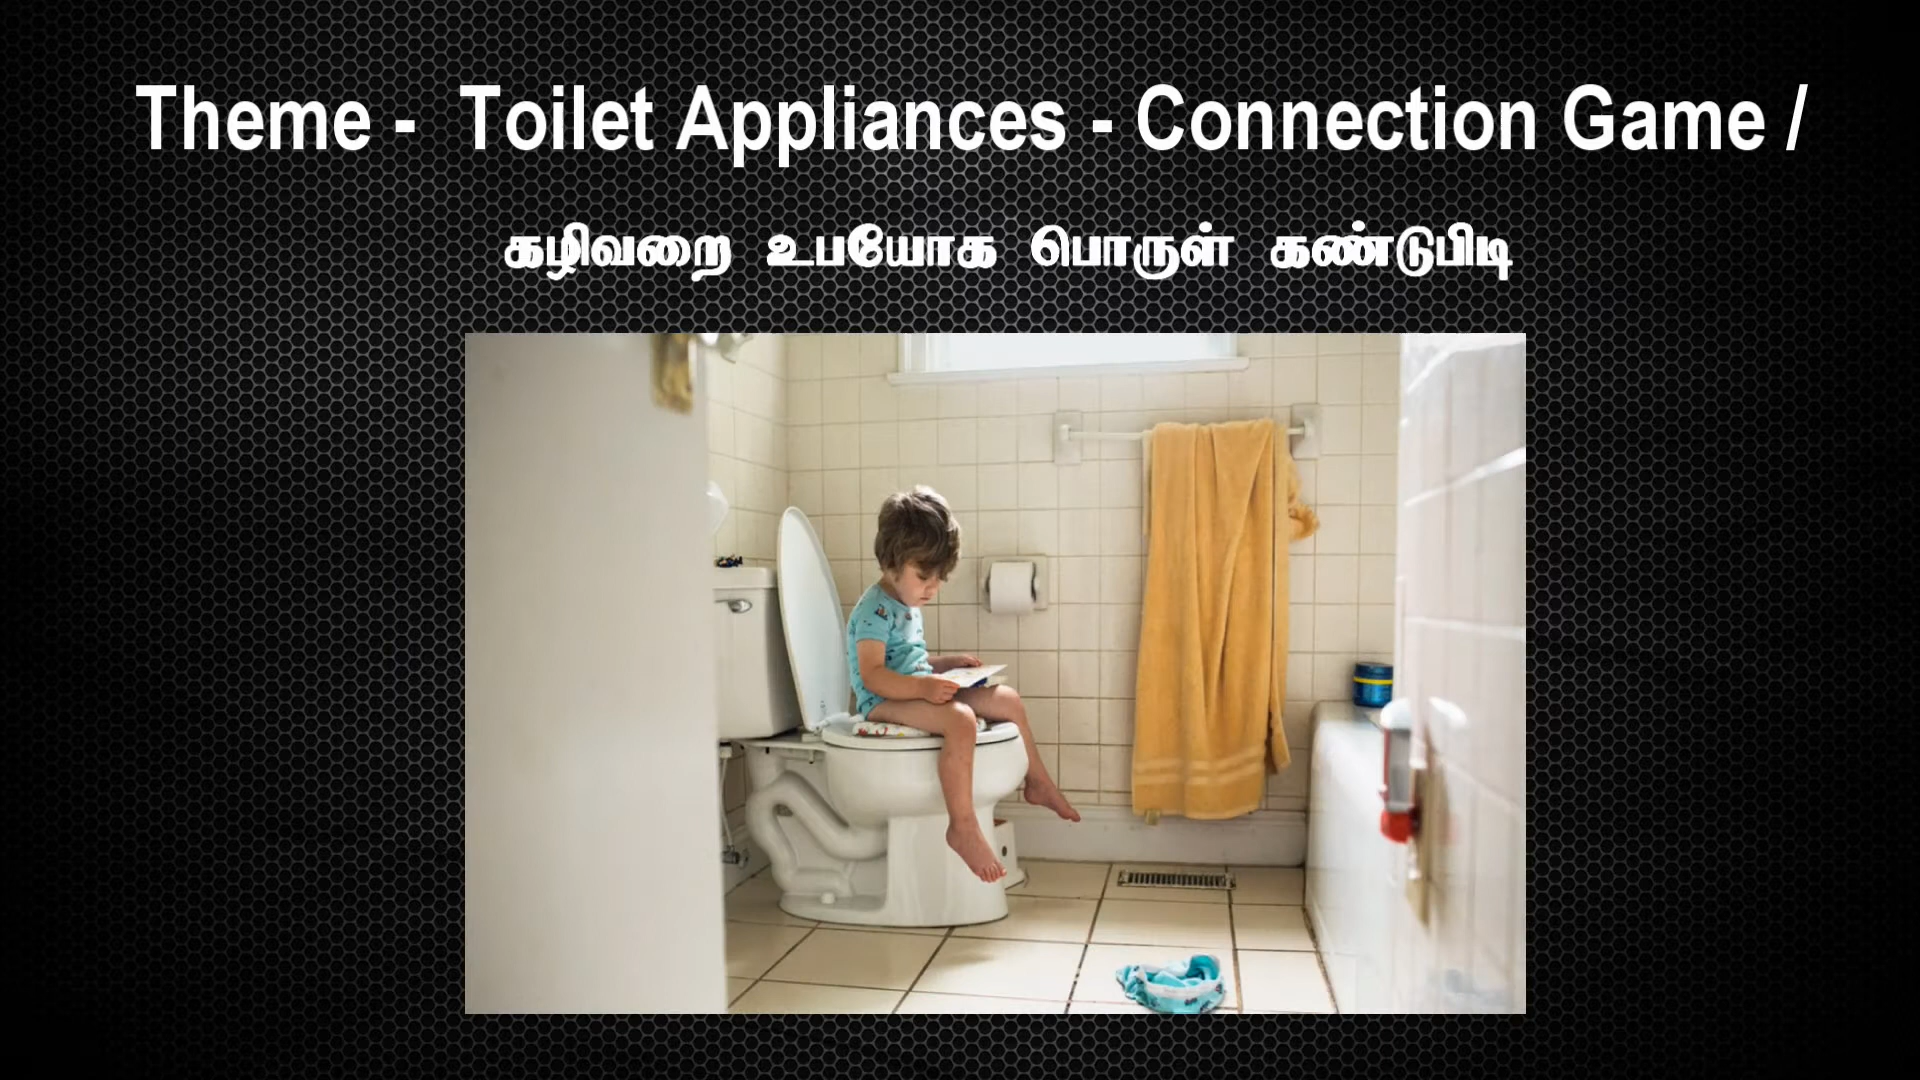 Theme -  Toilet Appliances - Connection Game /
கழிவறை உபயோக பொருள் கண்டுபிடி